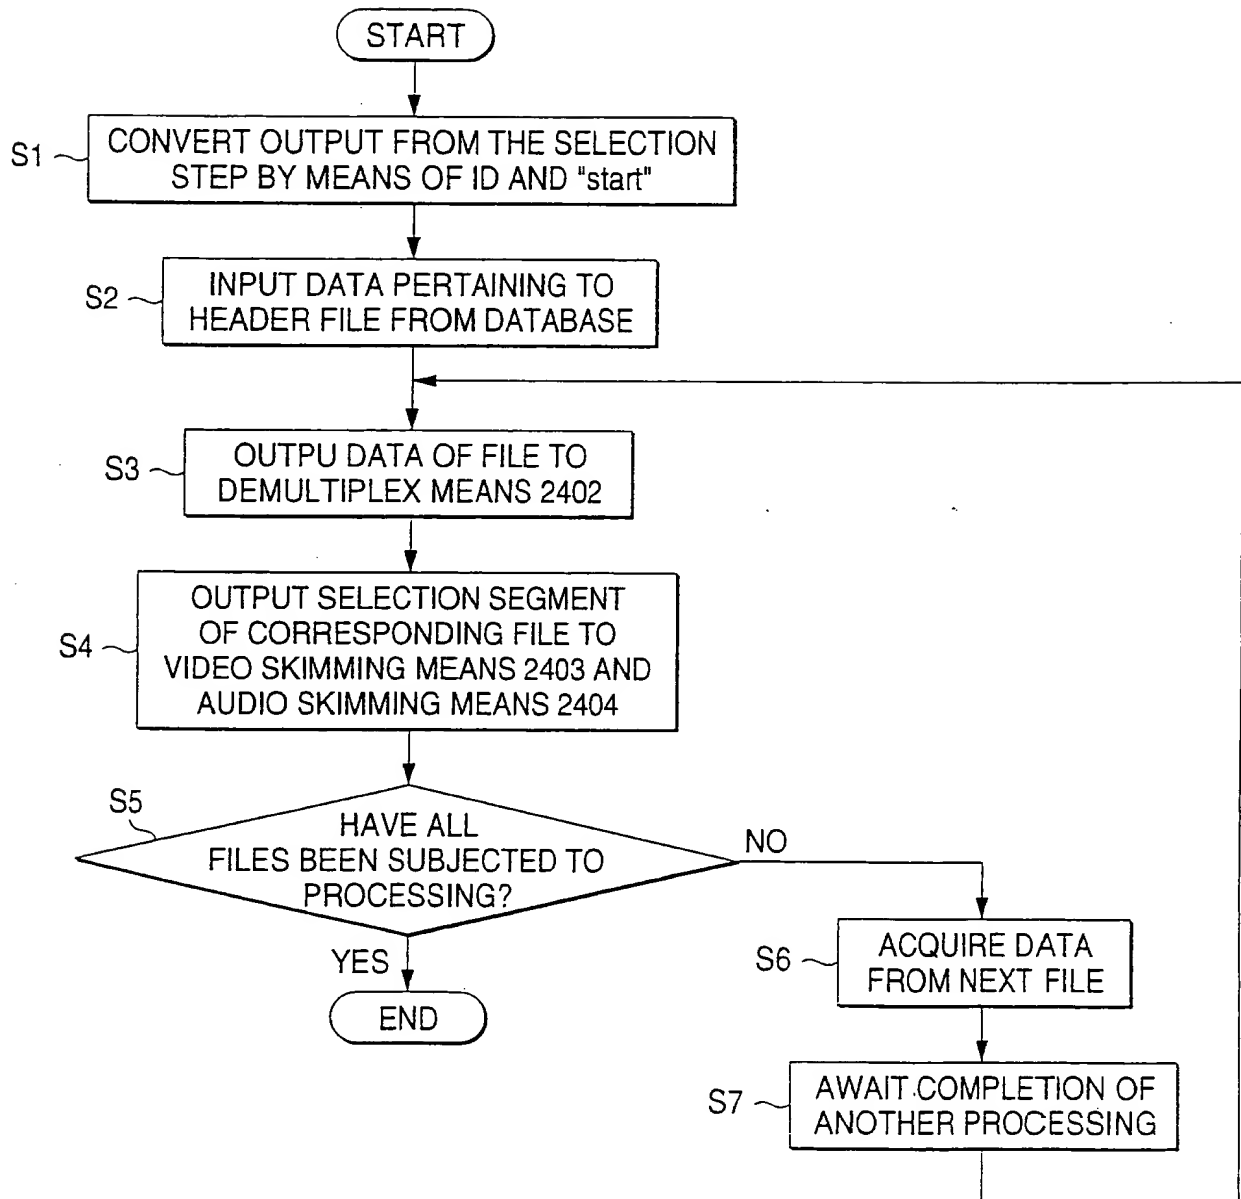 START
S1
CONVERT OUTPUT FROM THE SELECTION
STEP BY MEANS OF ID AND "start"
S2
INPUT DATA PERTAINING TO
HEADER FILE FROM DATABASE
S3
OUTPU DATA OF FILE TO
DEMULTIPLEX MEANS 2402
S4
OUTPUT SELECTION SEGMENT
OF CORRESPONDING FILE TO
VIDEO SKIMMING MEANS 2403 AND
AUDIO SKIMMING MEANS 2404
S5
HAVE ALL
FILES BEEN SUBJECTED TO
PROCESSING?
NO
YES
END
S6
ACQUIRE DATA
FROM NEXT FILE
S7
AWAIT COMPLETION OF
ANOTHER PROCESSING